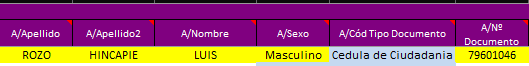 A/Apellido A/Apellido2 A/Nombre A/Sexo A/Cód Tipo Documento A/Nº Documento
ROZO HINCAPIE LUIS Masculino Cedula de Ciudadania 79601046